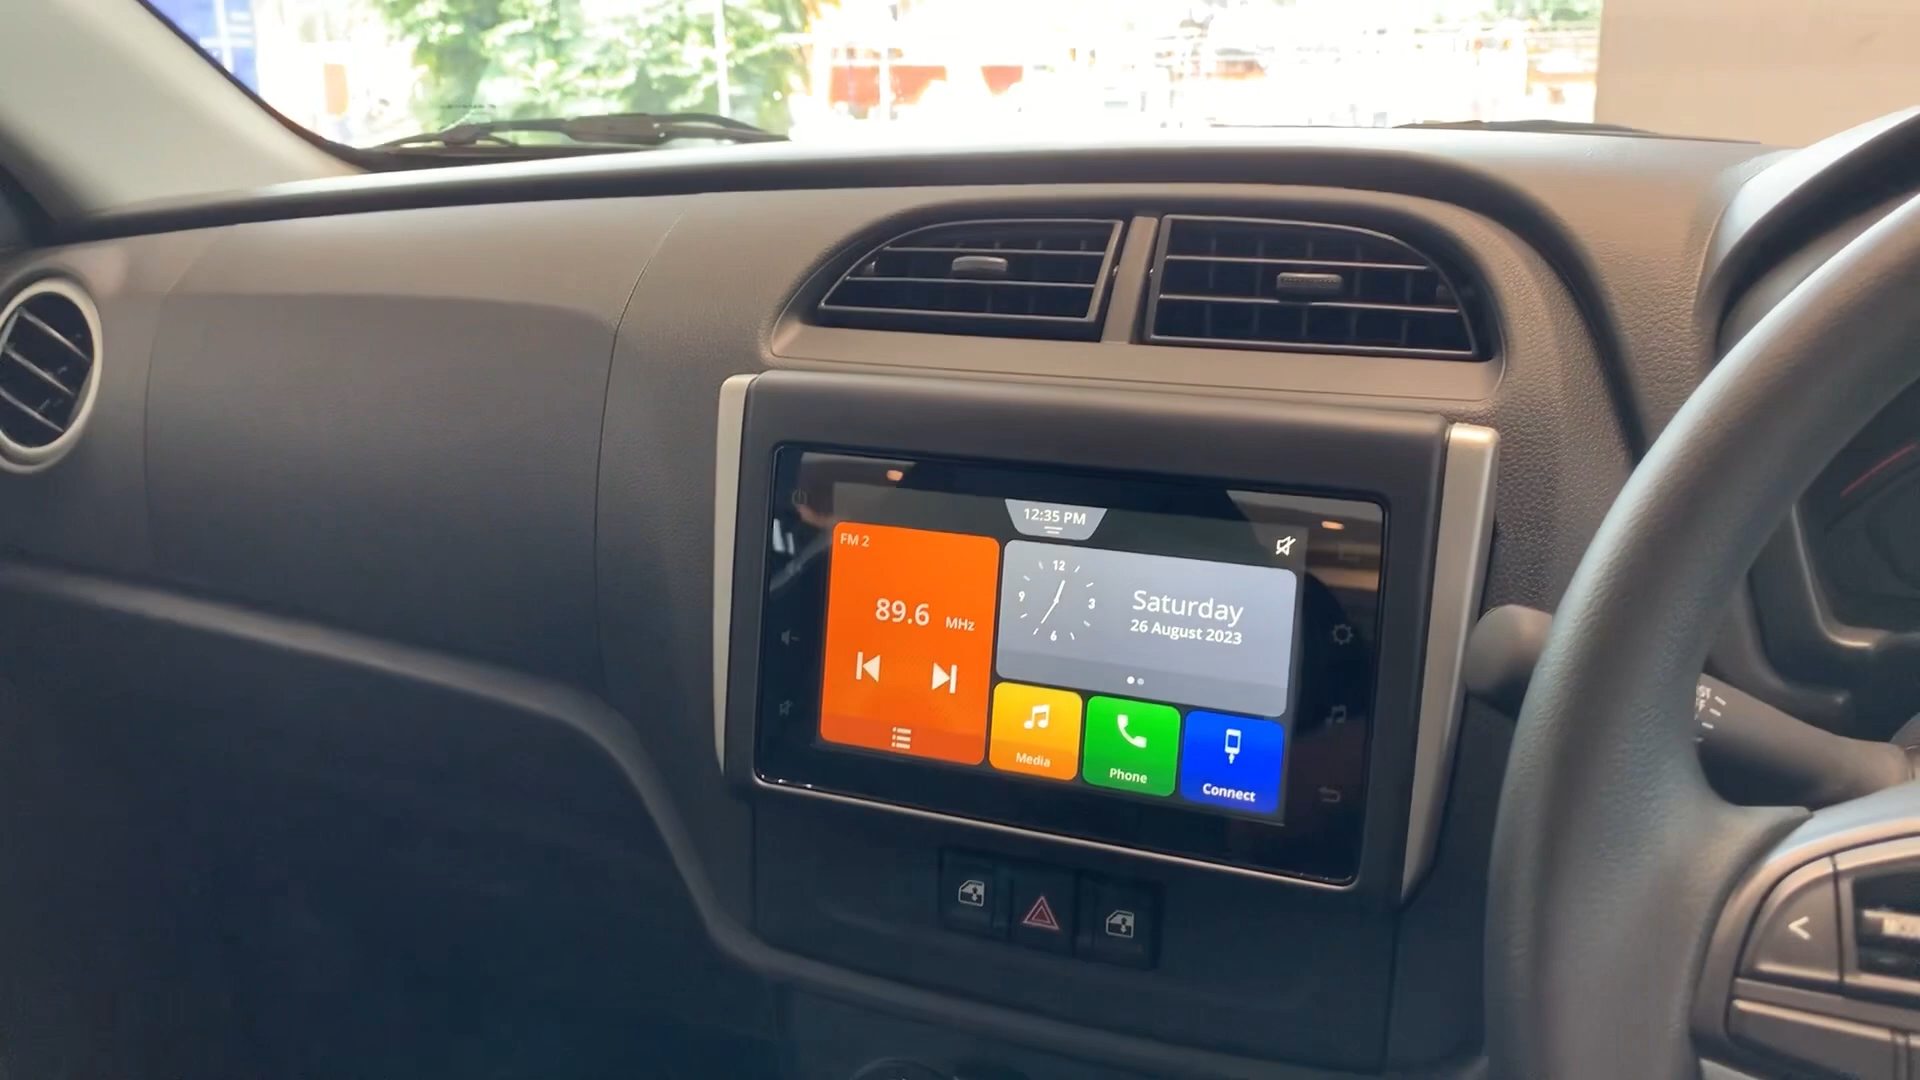 12:35 PM
FM 2
89.6 MHz
12
9
3
6
Saturday
26 August 2023
Media
Phone
Connect